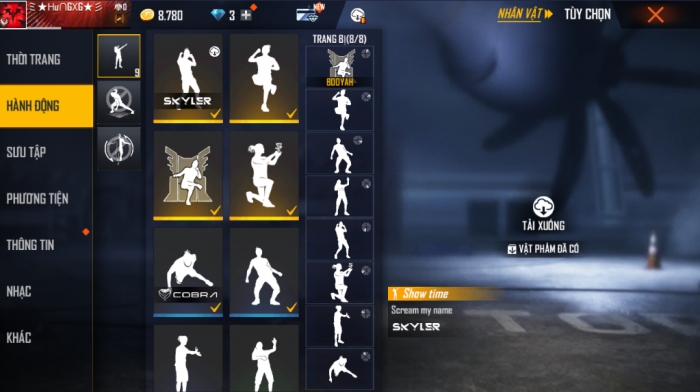 ★HưNGXG★
8.780
3
NEW
NHÂN VẬT
TÙY CHỌN
THỜI TRANG
HÀNH ĐỘNG
SƯU TẬP
PHƯƠNG TIỆN
THÔNG TIN
NHẠC
KHÁC
9
SKYLER
COBRA
TRANG BỊ(8/8)
BOOYAH
TẢI XUỐNG
VẬT PHẨM ĐÃ CÓ
Show time
Scream my name
SKYLER